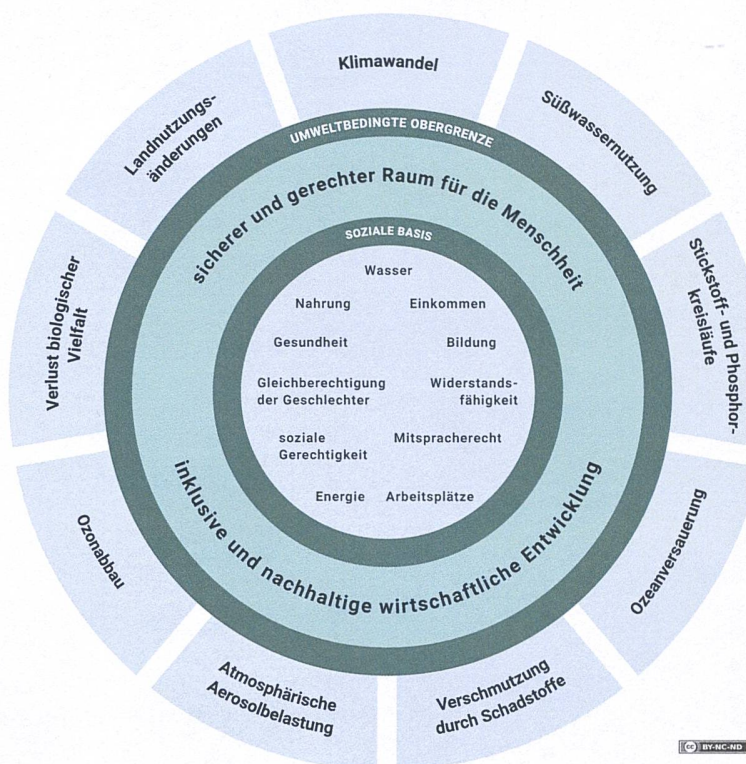 Klimawandel
Süßwassernutzung
Stickstoff- und Phosphor-
kreisläufe
Ozeanversauerung
Verschmutzung
durch Schadstoffe
Atmosphärische
Aerosolbelastung
Ozonabbau
Verlust biologischer
Vielfalt
Landnutzungs-
änderungen
UMWELTBEDINGTE OBERGRENZE
sicherer und gerechter Raum für die Menschheit
SOZIALE BASIS
Wasser
Nahrung
Einkommen
Gesundheit
Bildung
Gleichberechtigung
der Geschlechter
Widerstands-
fähigkeit
soziale
Gerechtigkeit
Mitspracherecht
Energie
Arbeitsplätze
inklusive und nachhaltige wirtschaftliche Entwicklung
cc BY-NC-ND